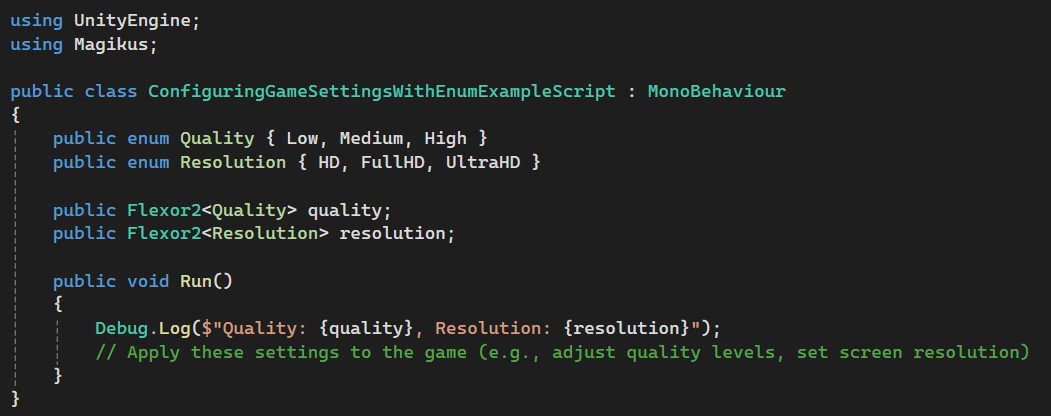 using UnityEngine;
using Magikus;
public class ConfiguringGameSettingsWithEnumExampleScript : MonoBehaviour
{
public enum Quality { Low, Medium, High }
public enum Resolution { HD, FullHD, UltraHD }
public Flexor2<Quality> quality;
public Flexor2<Resolution> resolution;
public void Run()
{
Debug.Log($"Quality: {quality}, Resolution: {resolution}");
// Apply these settings to the game (e.g., adjust quality levels, set screen resolution)
}
}